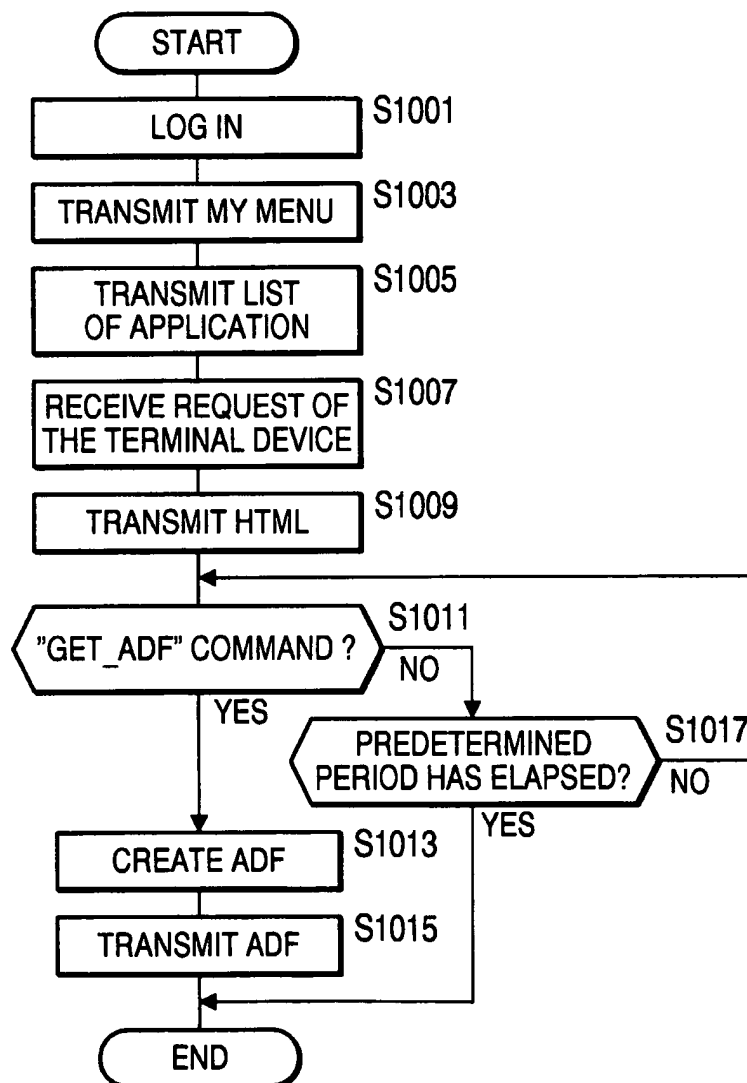 START
LOG IN
S1001
TRANSMIT MY MENU
S1003
TRANSMIT LIST
OF APPLICATION
S1005
RECEIVE REQUEST OF
THE TERMINAL DEVICE
S1007
TRANSMIT HTML
S1009
"GET_ADF" COMMAND ?
S1011
NO
YES
PREDETERMINED
PERIOD HAS ELAPSED?
S1017
NO
YES
CREATE ADF
S1013
TRANSMIT ADF
S1015
END